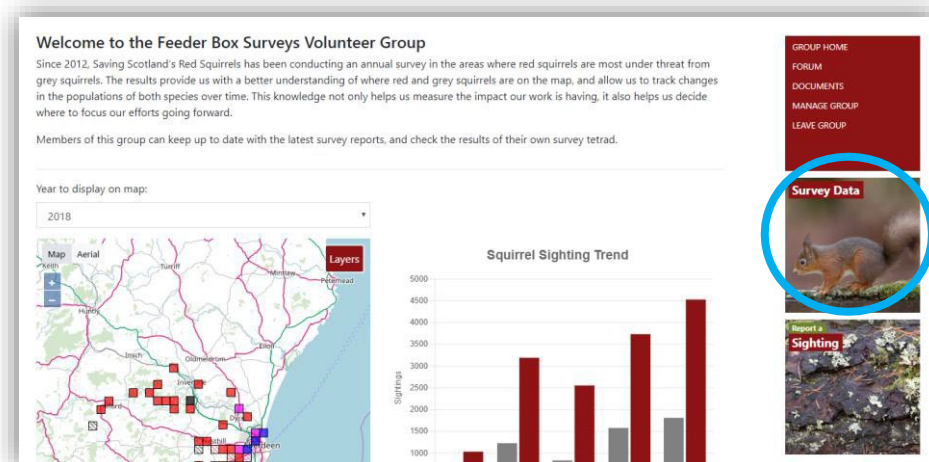 Welcome to the Feeder Box Surveys Volunteer Group
Since 2012, Saving Scotland's Red Squirrels has been conducting an annual survey in the areas where red squirrels are most under threat from
grey squirrels. The results provide us with a better understanding of where red and grey squirrels are on the map, and allow us to track changes
in the populations of both species over time. This knowledge not only helps us measure the impact our work is having, it also helps us decide
where to focus our efforts going forward.
Members of this group can keep up to date with the latest survey reports, and check the results of their own survey tetrad.
Year to display on map:
2018
Map Aerial
Layers
+
−
Keith
Turriff
Mintlaw
Peterhead
Huntly
Ellon
Insch
Oldmeldrum
Alford
Squirrel Sighting Trend
Sightings
5000
4500
4000
3500
3000
2500
2000
1500
1000
GROUP HOME
FORUM
DOCUMENTS
MANAGE GROUP
LEAVE GROUP
Survey Data
Report a
Sighting